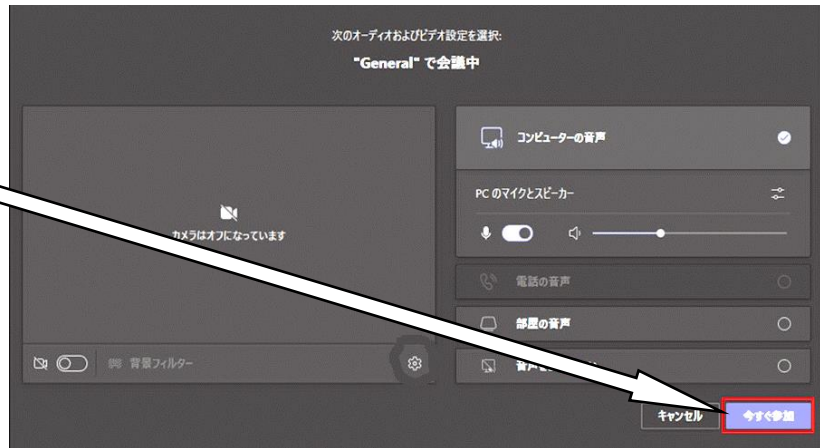 次のオーディオおよびビデオ設定を選択:
"General" で会議中
コンピューターの音声
PC のマイクとスピーカー
カメラはオフになっています
電話の音声
部屋の音声
背景フィルター
キャンセル
今すぐ参加